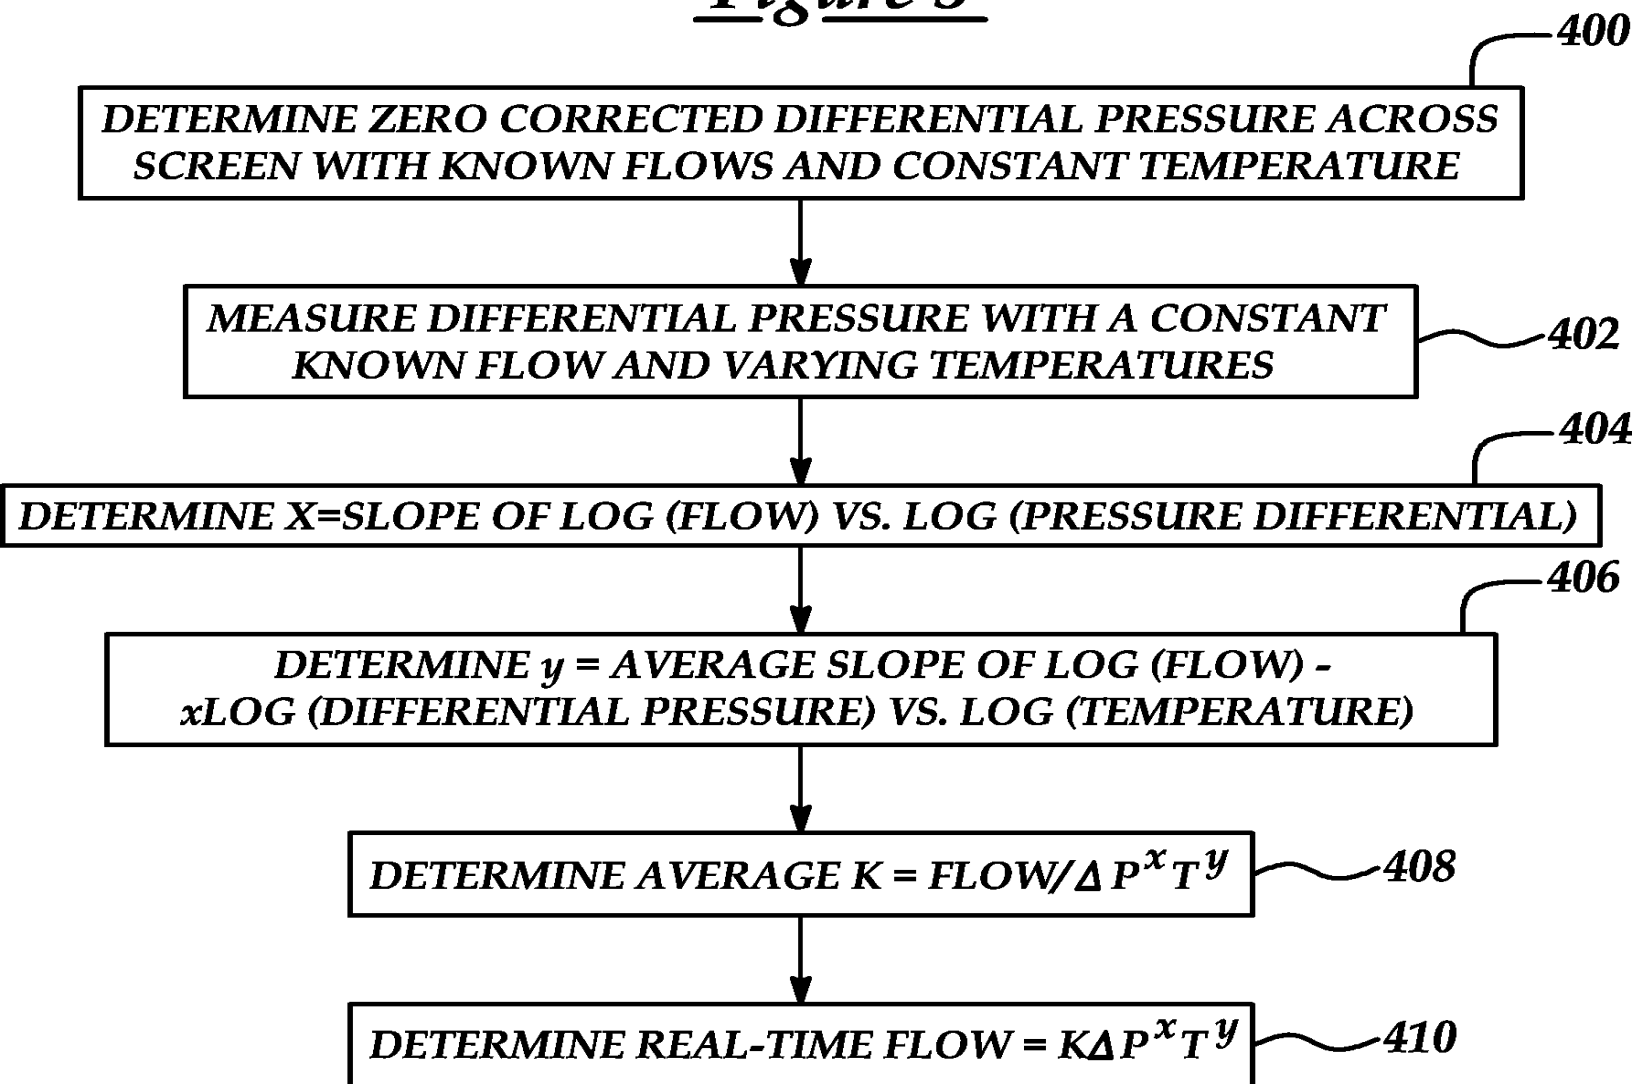 400
DETERMINE ZERO CORRECTED DIFFERENTIAL PRESSURE ACROSS
SCREEN WITH KNOWN FLOWS AND CONSTANT TEMPERATURE
MEASURE DIFFERENTIAL PRESSURE WITH A CONSTANT
KNOWN FLOW AND VARYING TEMPERATURES
402
404
DETERMINE X=SLOPE OF LOG (FLOW) VS. LOG (PRESSURE DIFFERENTIAL)
406
DETERMINE y = AVERAGE SLOPE OF LOG (FLOW) -
xLOG (DIFFERENTIAL PRESSURE) VS. LOG (TEMPERATURE)
DETERMINE AVERAGE K = FLOW/Δ P^x T^y
408
DETERMINE REAL-TIME FLOW = KΔP^x T^y
410